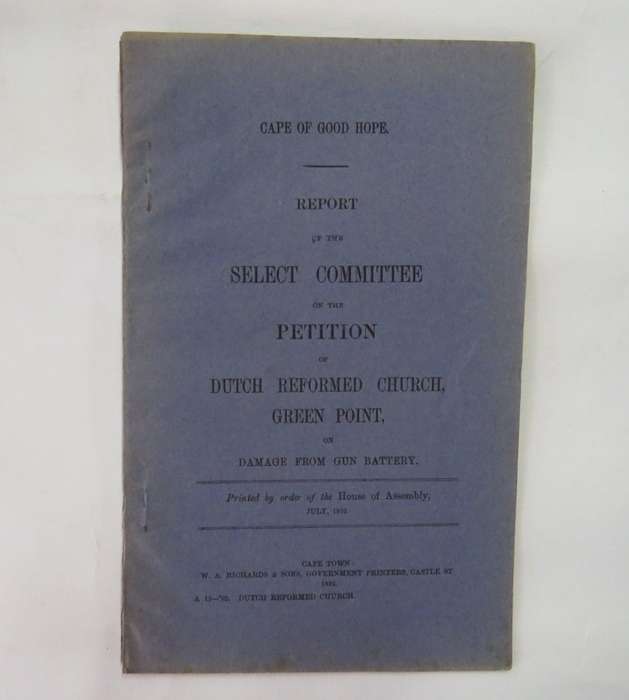 CAPE OF GOOD HOPE.
REPORT
OF THE
SELECT COMMITTEE
ON THE
PETITION
OF
DUTCH REFORMED CHURCH,
GREEN POINT,
ON
DAMAGE FROM GUN BATTERY.
Printed by order of the House of Assembly,
JULY,
CAPE TOWN:
W. A. RICHARDS & SONS, GOVERNMENT PRINTERS, CASTLE ST
DUTCH REFORMED CHURCH.